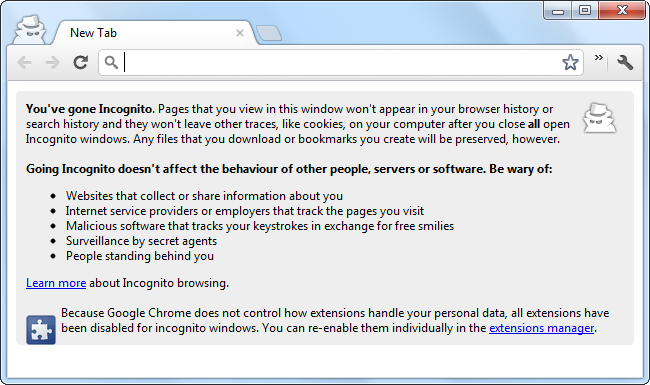 New Tab
You've gone Incognito. Pages that you view in this window won't appear in your browser history or
search history and they won't leave other traces, like cookies, on your computer after you close all open
Incognito windows. Any files that you download or bookmarks you create will be preserved, however.
Going Incognito doesn't affect the behaviour of other people, servers or software. Be wary of:
• Websites that collect or share information about you
• Internet service providers or employers that track the pages you visit
• Malicious software that tracks your keystrokes in exchange for free smilies
• Surveillance by secret agents
• People standing behind you
Learn more about Incognito browsing.
Because Google Chrome does not control how extensions handle your personal data, all extensions have
been disabled for incognito windows. You can re-enable them individually in the extensions manager.